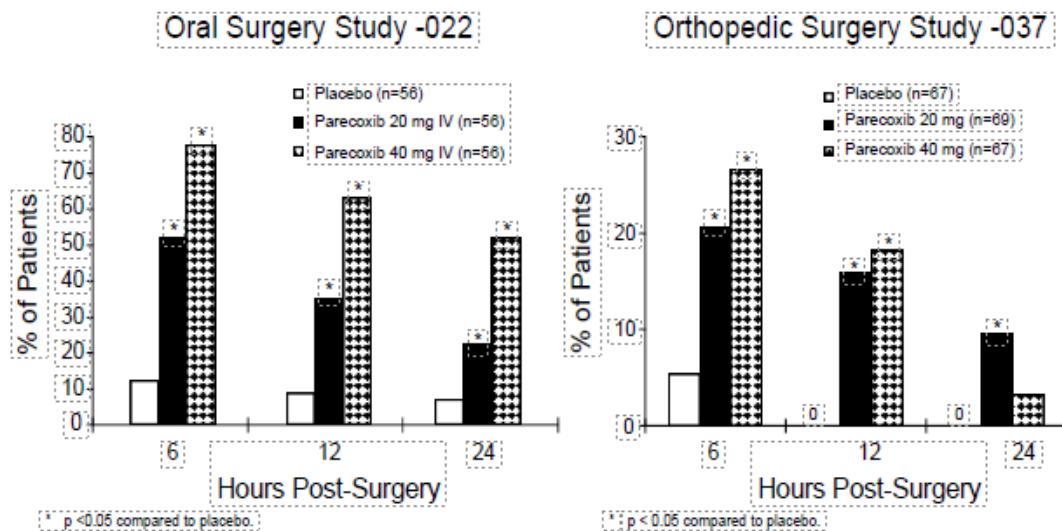 Oral Surgery Study -022
Placebo (n=56)
Parecoxib 20 mg IV (n=56)
Parecoxib 40 mg IV (n=56)
% of Patients
80
70
60
50
40
30
20
10
0
* * * * * *
6 12 24
Hours Post-Surgery
* p <0.05 compared to placebo.
Orthopedic Surgery Study -037
Placebo (n=67)
Parecoxib 20 mg (n=69)
Parecoxib 40 mg (n=67)
% of Patients
30
20
10
0
* * * * *
0 0
6 12 24
Hours Post-Surgery
* p < 0.05 compared to placebo.